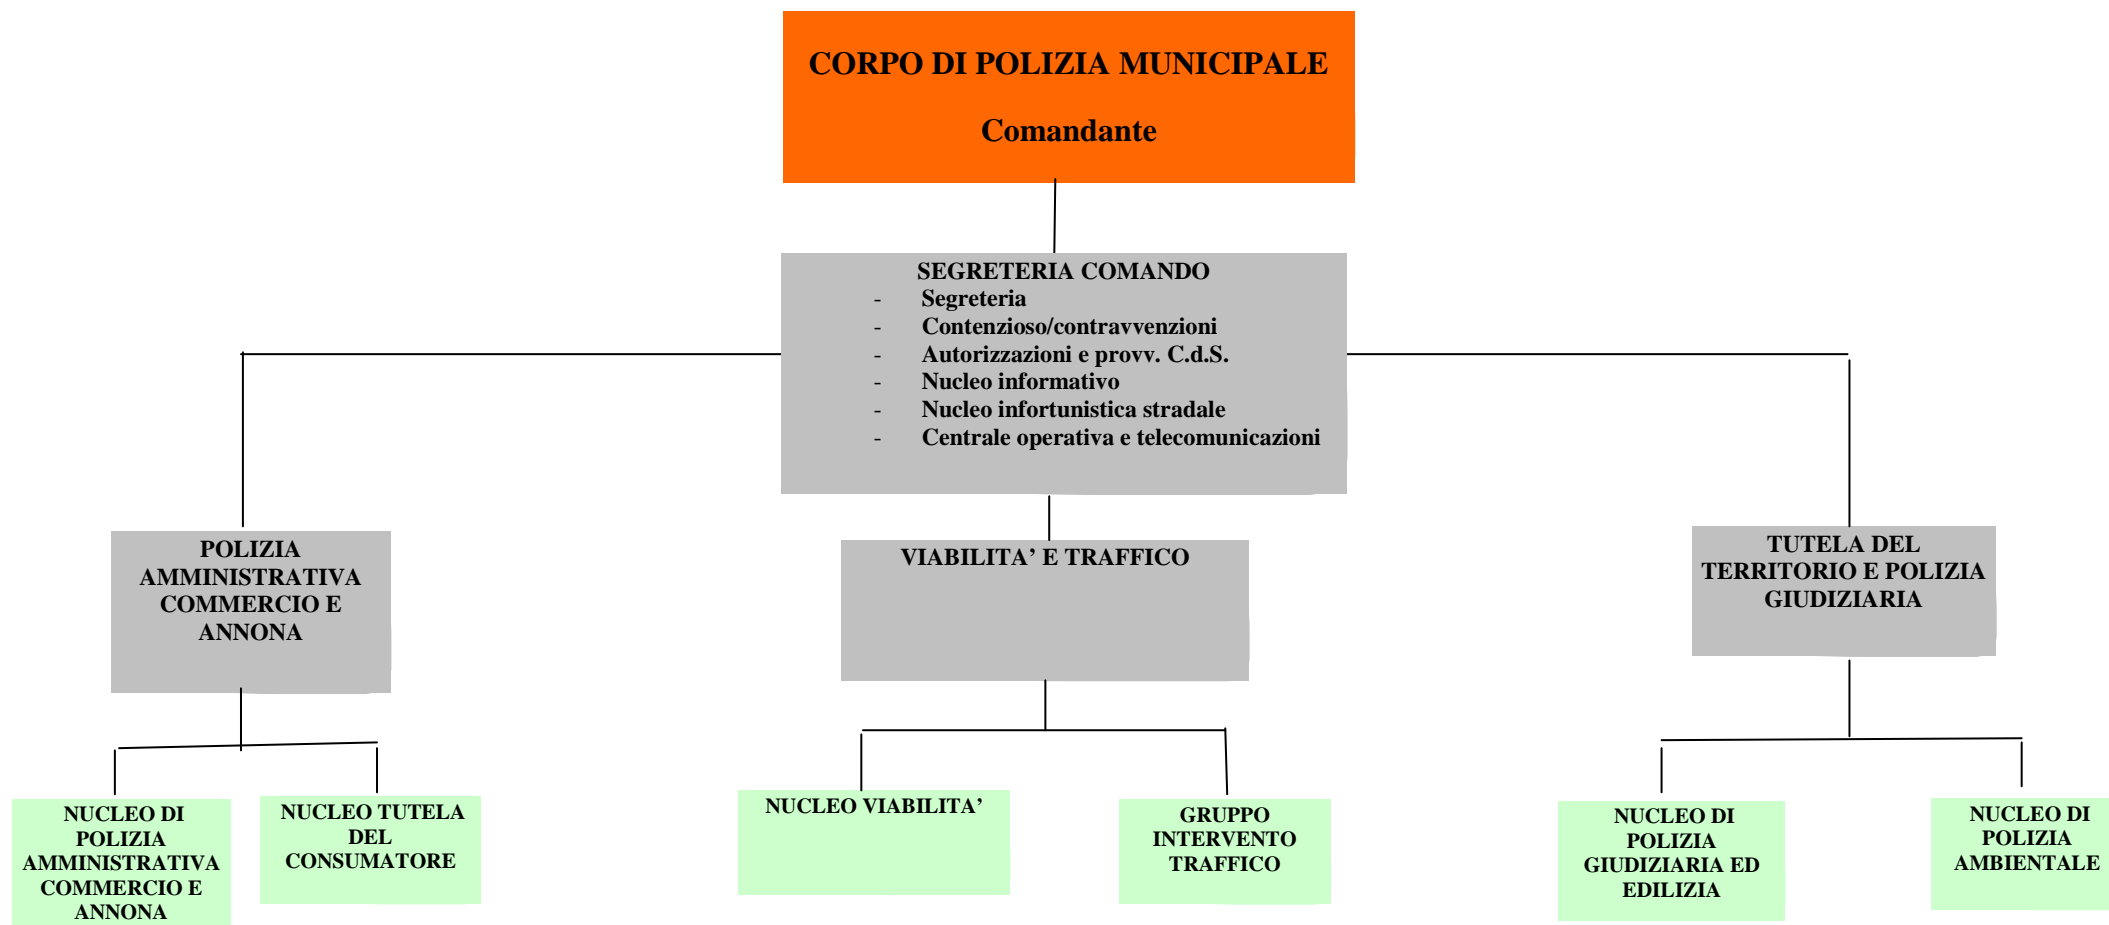 CORPO DI POLIZIA MUNICIPALE
Comandante
SEGRETERIA COMANDO
- Segreteria
- Contenzioso/contravvenzioni
- Autorizzazioni e provv. C.d.S.
- Nucleo informativo
- Nucleo infortunistica stradale
- Centrale operativa e telecomunicazioni
POLIZIA
AMMINISTRATIVA
COMMERCIO E
ANNONA
VIABILITA’ E TRAFFICO
TUTELA DEL
TERRITORIO E POLIZIA
GIUDIZIARIA
NUCLEO DI
POLIZIA
AMMINISTRATIVA
COMMERCIO E
ANNONA
NUCLEO TUTELA
DEL
CONSUMATORE
NUCLEO VIABILITA’
GRUPPO
INTERVENTO
TRAFFICO
NUCLEO DI
POLIZIA
GIUDIZIARIA ED
EDILIZIA
NUCLEO DI
POLIZIA
AMBIENTALE